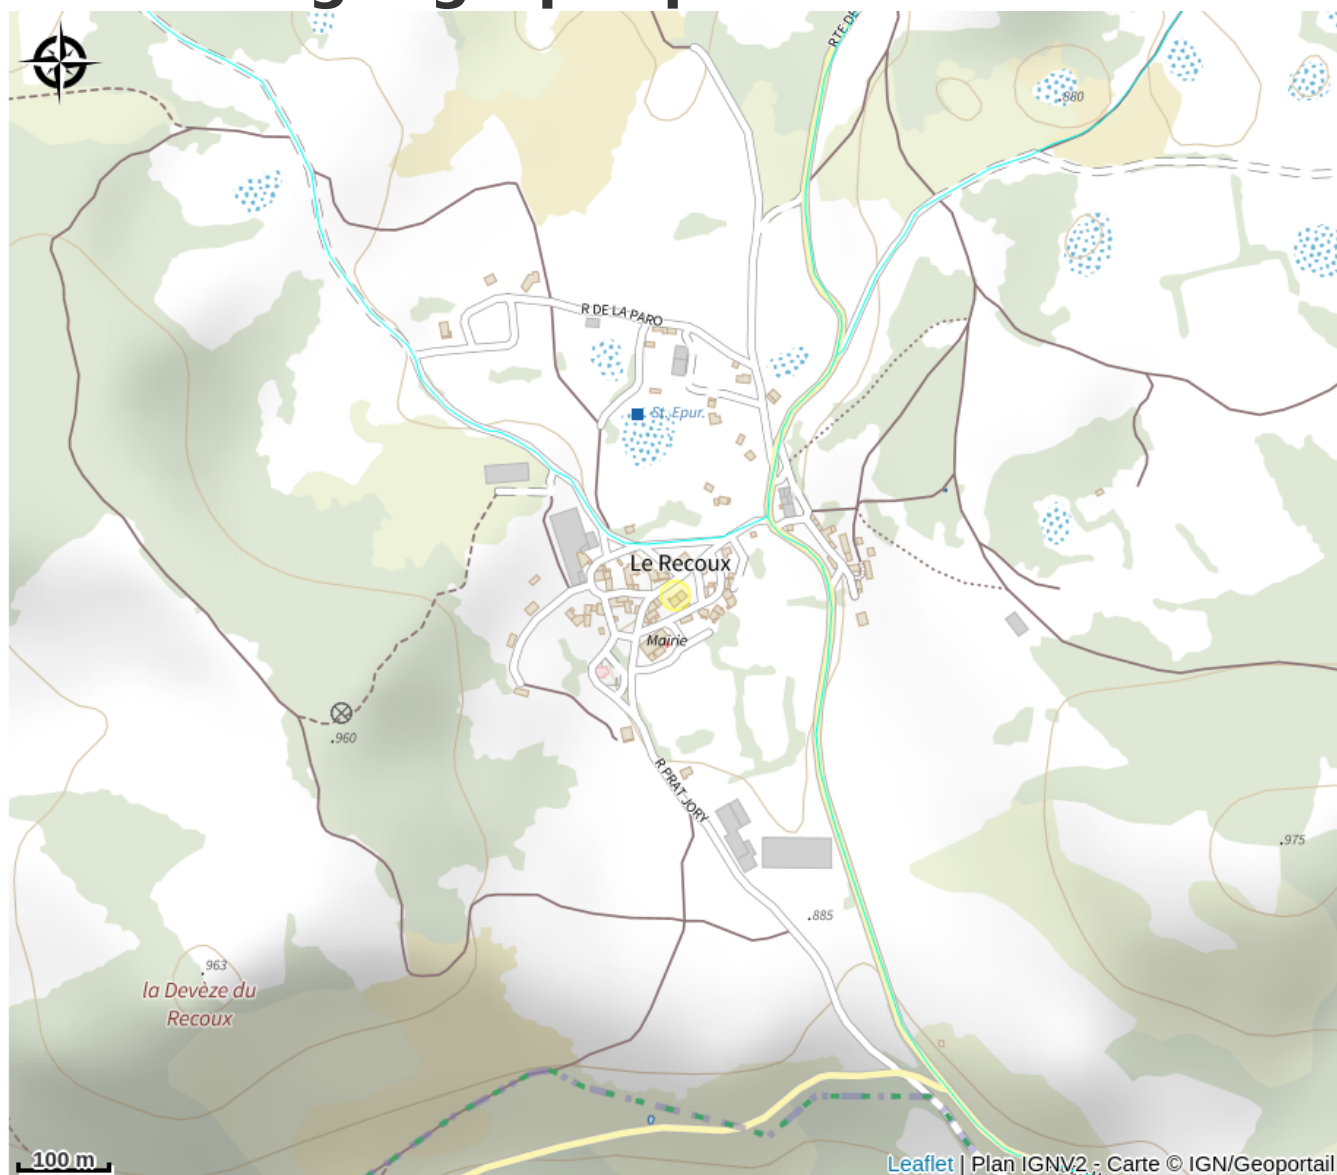 RTE DE
880
R DE LA PARO
St. Epur.
Le Recoux
Mairie
960
R PRAT JORY
975
885
963
la Devèze du
Recoux
100 m
Leaflet | Plan IGNV2 - Carte © IGN/Geoportail